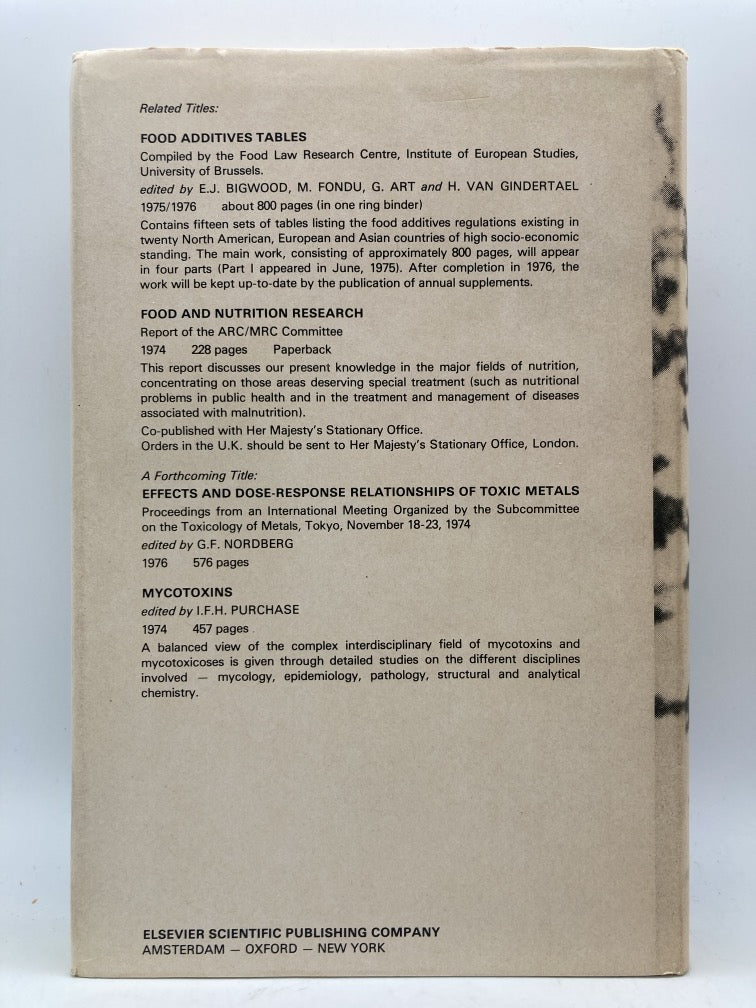 Related Titles:
FOOD ADDITIVES TABLES
Compiled by the Food Law Research Centre, Institute of European Studies,
University of Brussels.
edited by E.J. BIGWOOD, M. FONDU, G. ART and H. VAN GINDERTAEL
1975/1976 about 800 pages (in one ring binder)
Contains fifteen sets of tables listing the food additives regulations existing in
twenty North American, European and Asian countries of high socio-economic
standing. The main work, consisting of approximately 800 pages, will appear
in four parts (Part I appeared in June, 1975). After completion in 1976, the
work will be kept up-to-date by the publication of annual supplements.
FOOD AND NUTRITION RESEARCH
Report of the ARC/MRC Committee
1974 228 pages Paperback
This report discusses our present knowledge in the major fields of nutrition,
concentrating on those areas deserving special treatment (such as nutritional
problems in public health and in the treatment and management of diseases
associated with malnutrition).
Co-published with Her Majesty's Stationary Office.
Orders in the U.K. should be sent to Her Majesty's Stationary Office, London.
A Forthcoming Title:
EFFECTS AND DOSE-RESPONSE RELATIONSHIPS OF TOXIC METALS
Proceedings from an International Meeting Organized by the Subcommittee
on the Toxicology of Metals, Tokyo, November 18-23, 1974
edited by G.F. NORDBERG
1976 576 pages
MYCOTOXINS
edited by I.F.H. PURCHASE
1974 457 pages
A balanced view of the complex interdisciplinary field of mycotoxins and
mycotoxicoses is given through detailed studies on the different disciplines
involved — mycology, epidemiology, pathology, structural and analytical
chemistry.
ELSEVIER SCIENTIFIC PUBLISHING COMPANY
AMSTERDAM — OXFORD — NEW YORK